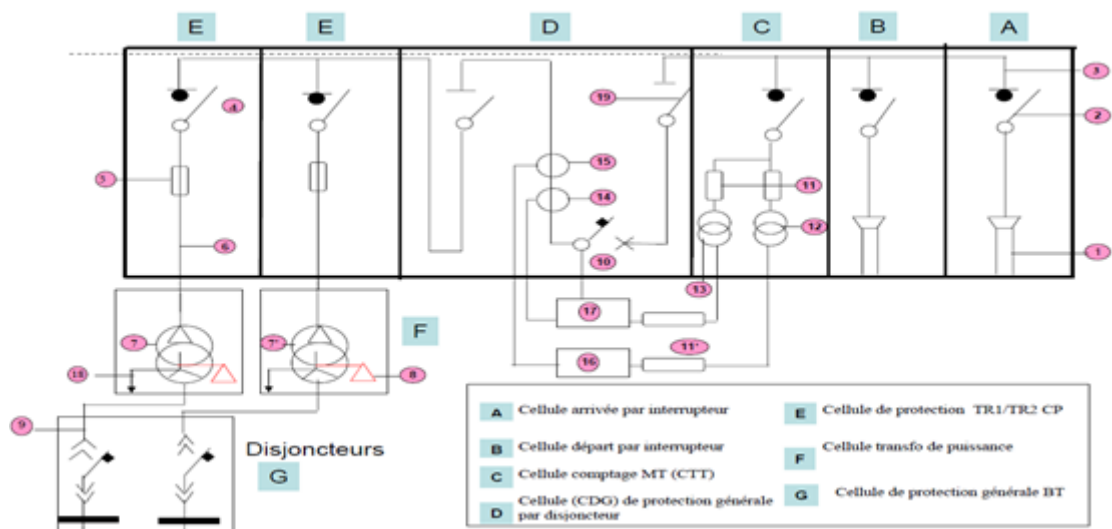 E E D C B A
3
4
19
2
15
5
14
11
12
6
10
1
13
17
7
7'
F
11'
18
8
16
9
Disjoncteurs
G
A Cellule arrivée par interrupteur
B Cellule départ par interrupteur
C Cellule comptage MT (CTT)
D Cellule (CDG) de protection générale
par disjoncteur
E Cellule de protection TR1/TR2 CP
F Cellule transfo de puissance
G Cellule de protection générale BT